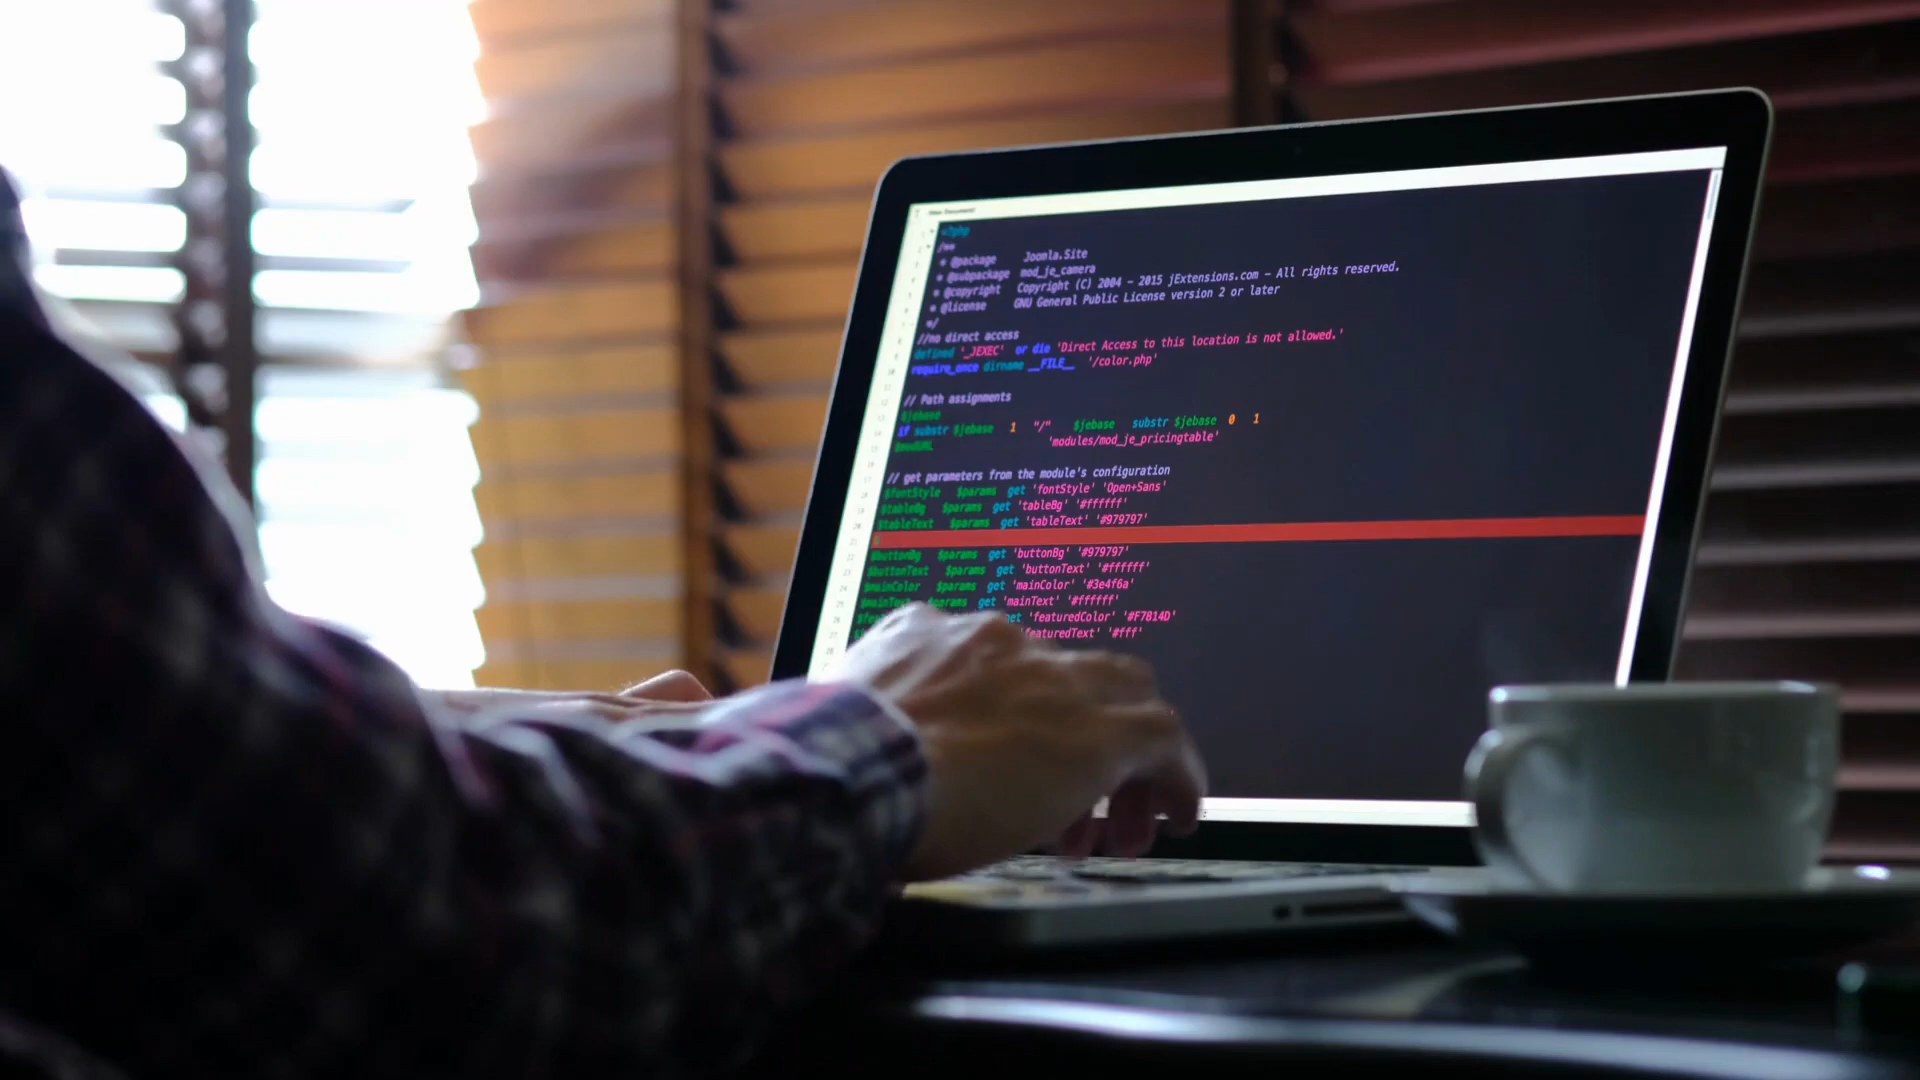 <?php
/**
* @package Joomla.Site
* @subpackage mod_je_camera
* @copyright Copyright (C) 2004 - 2015 jExtensions.com - All rights reserved.
* @license GNU General Public License version 2 or later
*/
//no direct access
defined '_JEXEC' or die 'Direct Access to this location is not allowed.'
require_once dirname __FILE__ '/color.php'
// Path assignments
$jebase
if substr $jebase 1 "/" $jebase substr $jebase 0 1
$modURL 'modules/mod_je_pricingtable'
// get parameters from the module's configuration
$fontStyle $params get 'fontStyle' 'Open+Sans'
$tableBg $params get 'tableBg' '#ffffff'
$tableText $params get 'tableText' '#979797'
$buttonBg $params get 'buttonBg' '#979797'
$buttonText $params get 'buttonText' '#ffffff'
$mainColor $params get 'mainColor' '#3e4f6a'
$mainText $params get 'mainText' '#ffffff'
get 'featuredColor' '#F7814D'
'featuredText' '#fff'